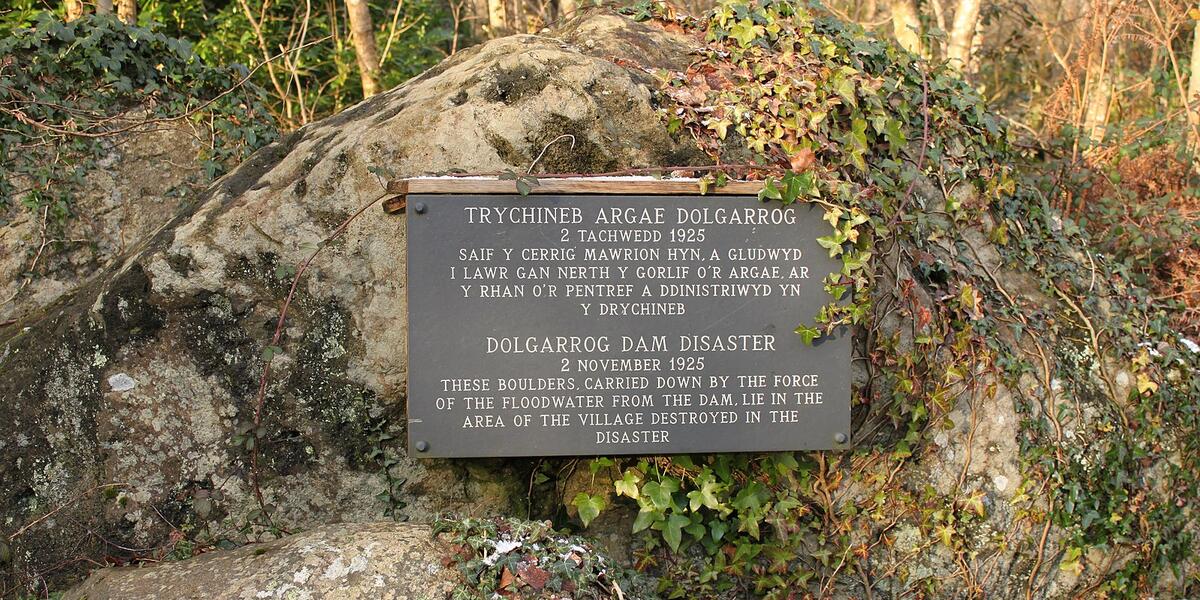 TRYCHINEB ARGAE DOLGARROG
2 TACHWEDD 1925
SAIF Y CERRIG MAWRION HYN, A GLUDWYD
I LAWR GAN NERTH Y GORLIF O'R ARGAE, AR
Y RHAN O'R PENTREF A DDINISTRIWYD YN
Y DRYCHINEB
DOLGARROG DAM DISASTER
2 NOVEMBER 1925
THESE BOULDERS, CARRIED DOWN BY THE FORCE
OF THE FLOODWATER FROM THE DAM, LIE IN THE
AREA OF THE VILLAGE DESTROYED IN THE
DISASTER